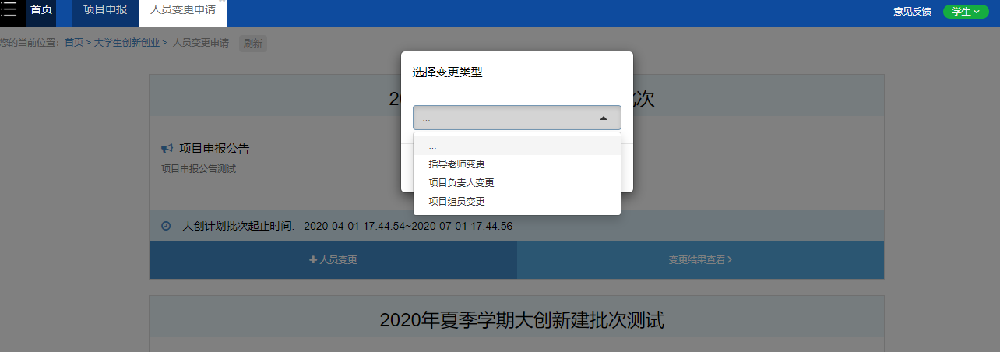 首页 项目申报 人员变更申请 意见反馈 学生
您的当前位置：首页 > 大学生创新创业 > 人员变更申请 刷新
选择变更类型
20 批次
...
...
项目申报公告
指导老师变更
项目申报公告测试
项目负责人变更
项目组员变更
大创计划批次起止时间: 2020-04-01 17:44:54~2020-07-01 17:44:56
人员变更 变更结果查看
2020年夏季学期大创新建批次测试